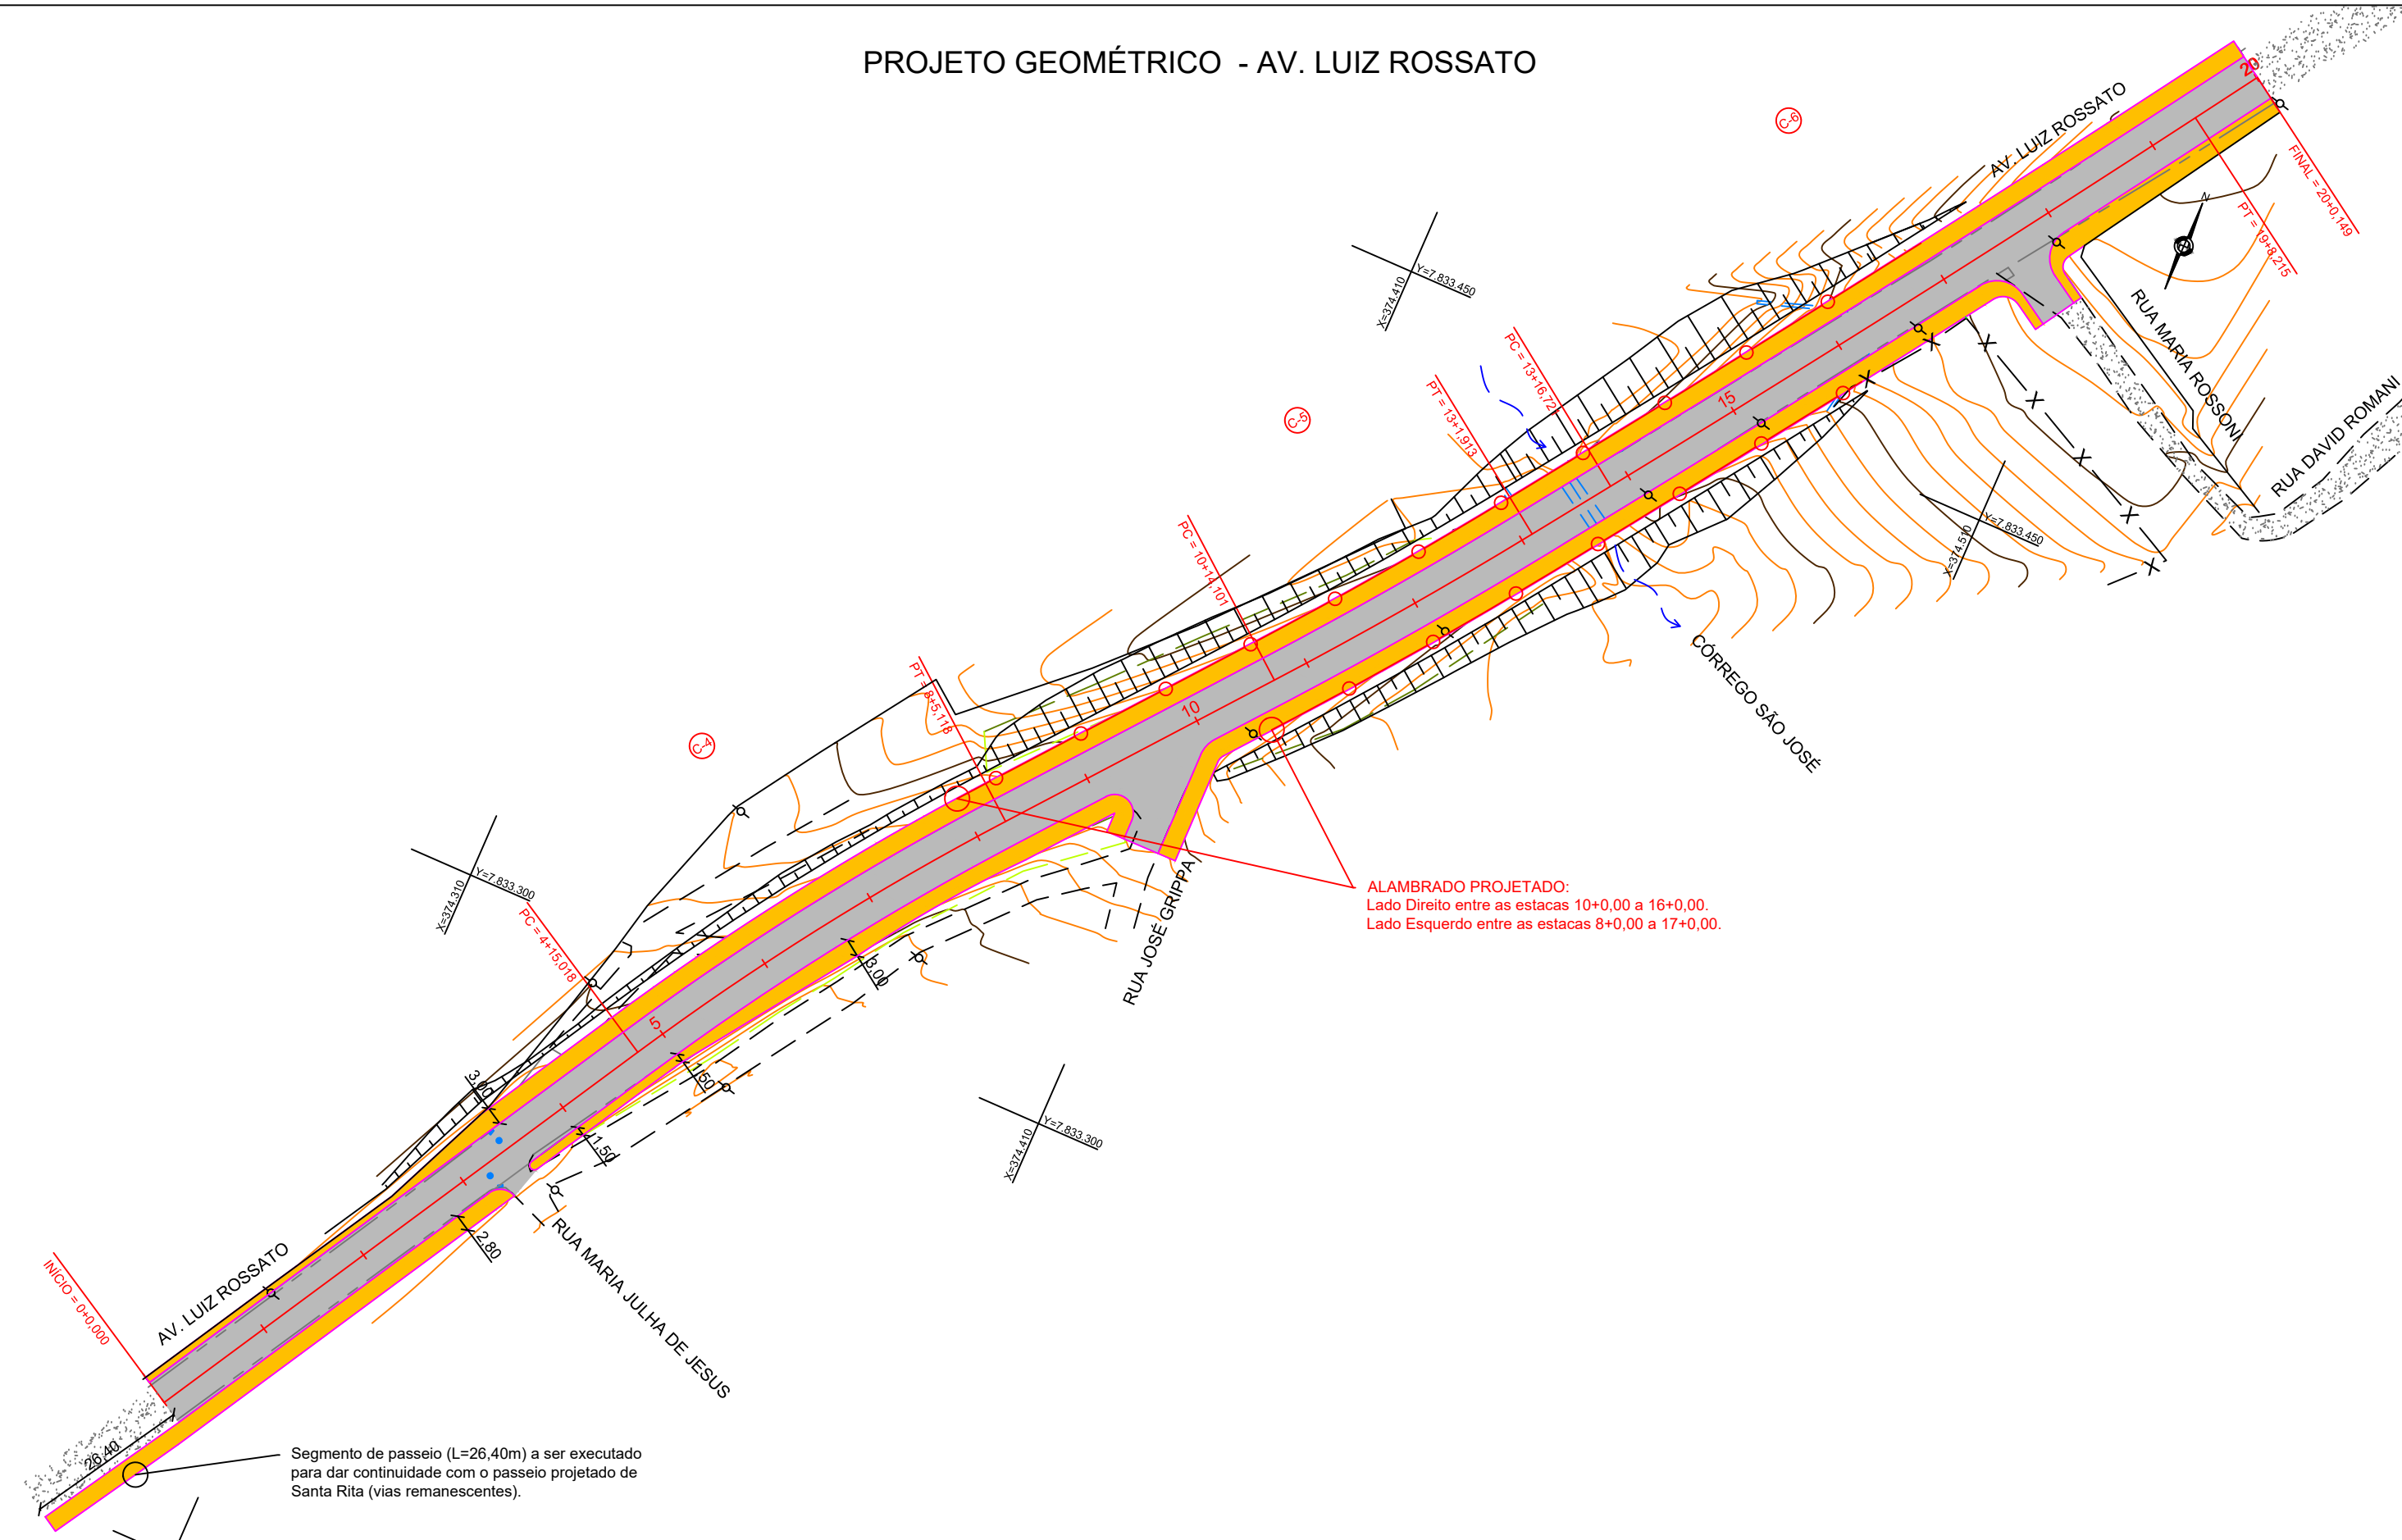 PROJETO GEOMÉTRICO - AV. LUIZ ROSSATO
20
C-6
AV. LUIZ ROSSATO
FINAL = 20+0,149
N
PT = 19+8,215
Y=7.833.450
X=374.410
RUA MARIA ROSSONI
PC = 13+16,72
PT = 13+1,913
15
RUA DAVID ROMANI
C-5
Y=7.833.450
X=374.510
PC = 10+14,101
CÓRREGO SÃO JOSÉ
PT = 8+5,118
10
C-4
Y=7.833.300
X=374.310
ALAMBRADO PROJETADO:
Lado Direito entre as estacas 10+0,00 a 16+0,00.
Lado Esquerdo entre as estacas 8+0,00 a 17+0,00.
RUA JOSÉ GRIPPA
PC = 4+15,018
3,00
5
1,50
3,00
1,50
Y=7.833.300
X=374.410
2,80
RUA MARIA JULHA DE JESUS
AV. LUIZ ROSSATO
INÍCIO = 0+0,000
26,40
Segmento de passeio (L=26,40m) a ser executado
para dar continuidade com o passeio projetado de
Santa Rita (vias remanescentes).